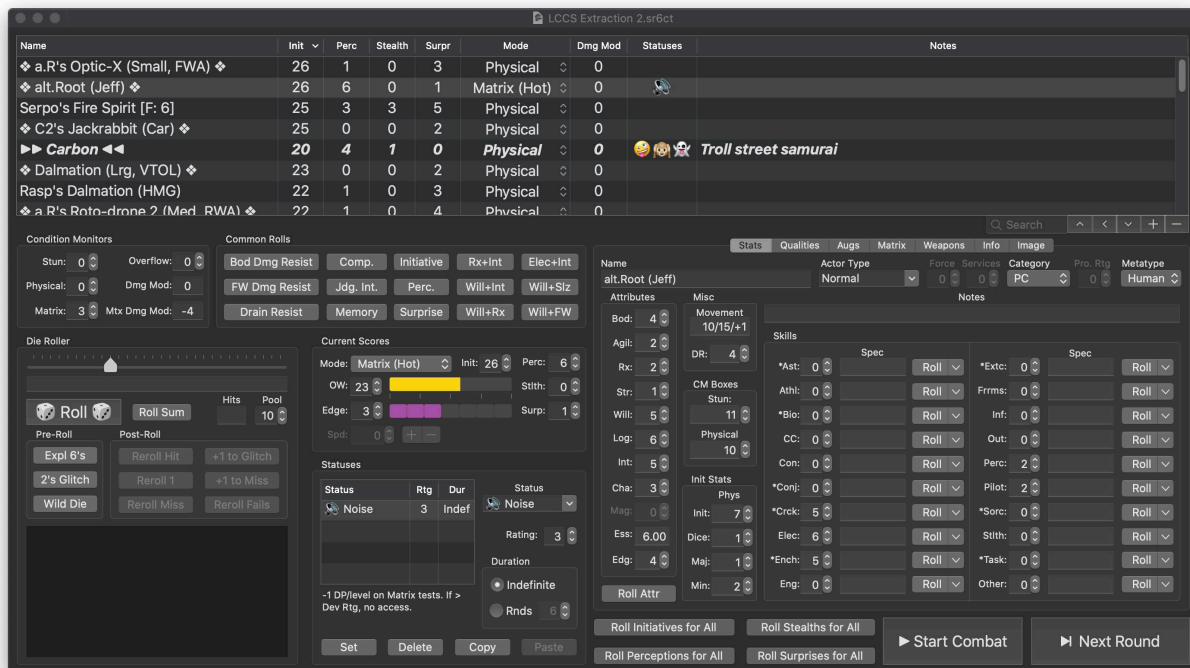 LCCS Extraction 2.sr6ct
Name Init Perc Stealth Surpr Mode Dmg Mod Statuses Notes
❖ a.R's Optic-X (Small, FWA) ❖ 26 1 0 3 Physical 0
❖ alt.Root (Jeff) ❖ 26 6 0 1 Matrix (Hot) 0
Serpo's Fire Spirit [F: 6] 25 3 3 5 Physical 0
❖ C2's Jackrabbit (Car) ❖ 25 0 0 2 Physical 0
▶▶ Carbon ◀◀ 20 4 1 0 Physical 0 Troll street samurai
❖ Dalmation (Lrg, VTOL) ❖ 23 0 0 2 Physical 0
Rasp's Dalmation (HMG) 22 1 0 3 Physical 0
❖ a.R's Roto-drone 2 (Med, RWA) ❖ 22 1 0 4 Physical 0
Search
Condition Monitors
Stun: 0 Overflow: 0
Physical: 0 Dmg Mod: 0
Matrix: 3 Mtx Dmg Mod: -4
Common Rolls
Bod Dmg Resist Comp. Initiative Rx+Int Elec+Int
FW Dmg Resist Jdg. Int. Perc. Will+Int Will+Slz
Drain Resist Memory Surprise Will+Rx Will+FW
Die Roller
Roll Roll Sum Hits Pool
10
Pre-Roll Post-Roll
Expl 6's Reroll Hit +1 to Glitch
2's Glitch Reroll 1 +1 to Miss
Wild Die Reroll Miss Reroll Fails
Current Scores
Mode: Matrix (Hot) Init: 26 Perc: 6
OW: 23 Stlth: 0
Edge: 3 Surp: 1
Spd: 0 + −
Statuses
Status Rtg Dur
Noise 3 Indef
-1 DP/level on Matrix tests. If >
Dev Rtg, no access.
Status
Noise
Rating: 3
Duration
Indefinite
Rnds 6
Set Delete Copy Paste
Stats Qualities Augs Matrix Weapons Info Image
Name Actor Type Force Services Category Pro. Rtg Metatype
alt.Root (Jeff) Normal 0 0 PC 0 Human
Attributes
Bod: 4
Agil: 2
Rx: 2
Str: 1
Will: 5
Log: 6
Int: 5
Cha: 3
Mag: 0
Ess: 6.00
Edg: 4
Roll Attr
Misc
Movement
10/15/+1
DR: 4
CM Boxes
Stun:
11
Physical
10
Init Stats
Phys
Init: 7
Dice: 1
Maj: 1
Min: 2
Notes
Skills
Spec Spec
*Ast: 0 Roll *Extc: 0 Roll
Athl: 0 Roll Frrms: 0 Roll
*Bio: 0 Roll Inf: 0 Roll
CC: 0 Roll Out: 0 Roll
Con: 0 Roll Perc: 2 Roll
*Conj: 0 Roll Pilot: 2 Roll
*Crck: 5 Roll *Sorc: 0 Roll
Elec: 6 Roll Stlth: 0 Roll
*Ench: 5 Roll *Task: 0 Roll
Eng: 0 Roll Other: 0 Roll
Roll Initiatives for All Roll Stealths for All
Roll Perceptions for All Roll Surprises for All
Start Combat Next Round